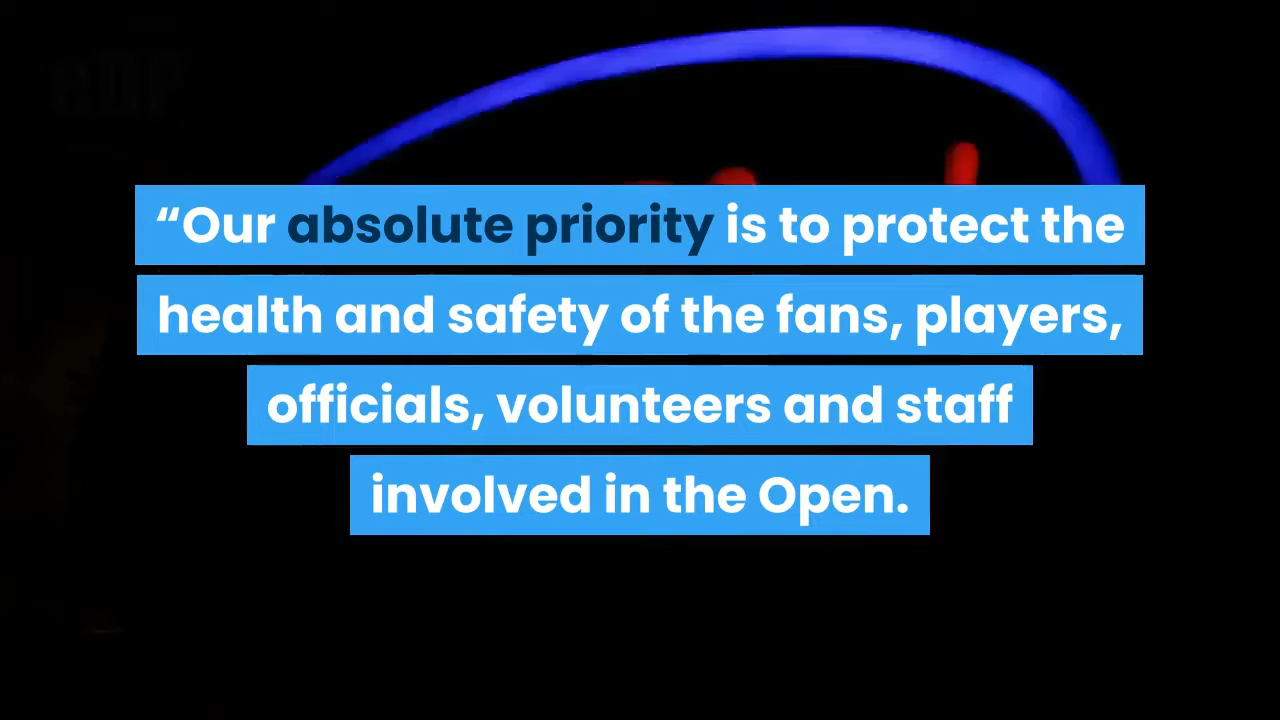 “Our absolute priority is to protect the
health and safety of the fans, players,
officials, volunteers and staff
involved in the Open.